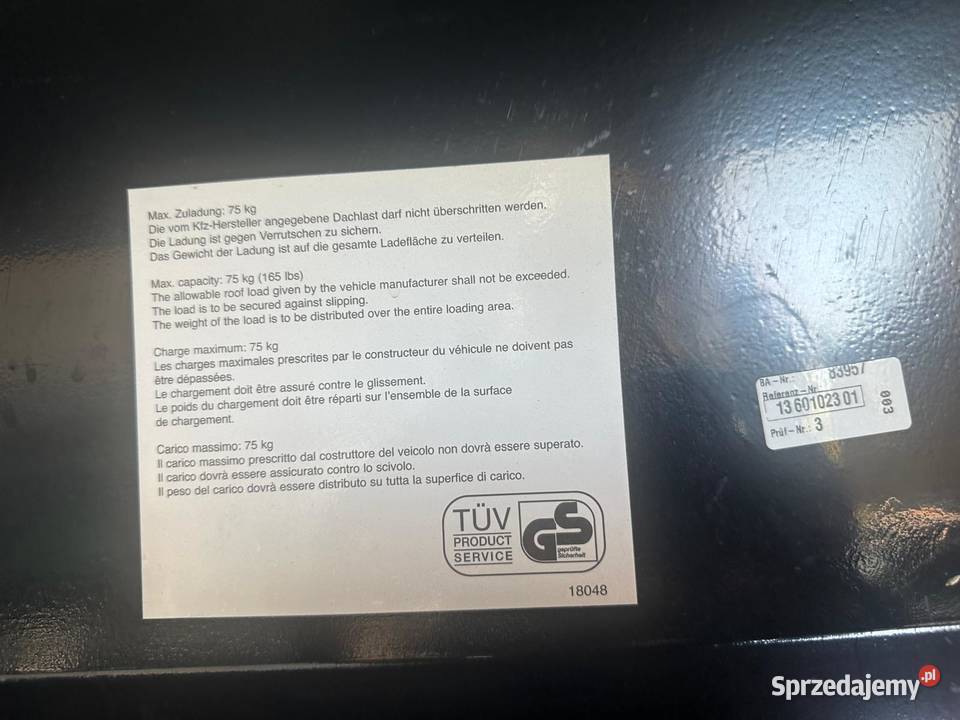 Max. Zuladung: 75 kg
Die vom Kfz-Hersteller angegebene Dachlast darf nicht überschritten werden.
Die Ladung ist gegen Verrutschen zu sichern.
Das Gewicht der Ladung ist auf die gesamte Ladefläche zu verteilen.
Max. capacity: 75 kg (165 lbs)
The allowable roof load given by the vehicle manufacturer shall not be exceeded.
The load is to be secured against slipping.
The weight of the load is to be distributed over the entire loading area.
Charge maximum: 75 kg
Les charges maximales prescrites par le constructeur du véhicule ne doivent pas
être dépassées.
Le chargement doit être assuré contre le glissement.
Le poids du chargement doit être réparti sur l'ensemble de la surface
de chargement.
Carico massimo: 75 kg
Il carico massimo prescritto dal costruttore del veicolo non dovrà essere superato.
Il carico dovrà essere assicurato contro lo scivolo.
Il peso del carico dovrà essere distributo su tutta la superfice di carico.
TÜV
PRODUCT
SERVICE
GS
geprüfte
Sicherheit
18048
BA-Nr.: 83957
Referenz-Nr.
13 601023 01
Prüf-Nr.: 3
003
Sprzedajemy.pl